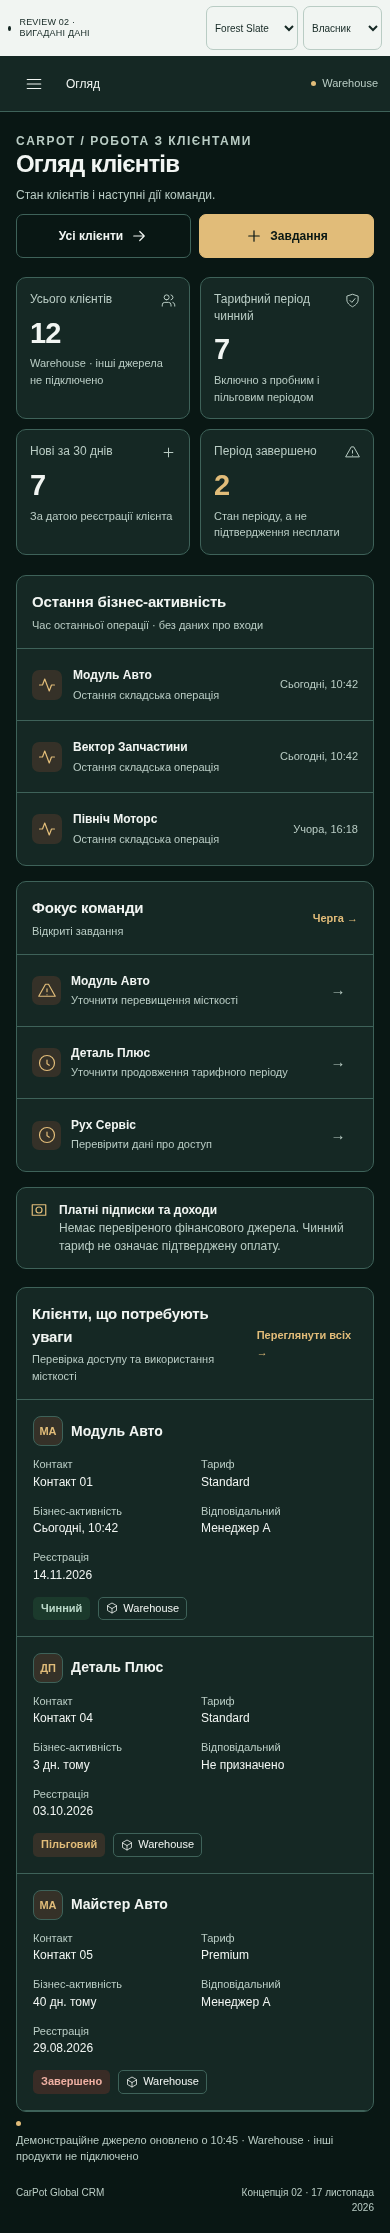 REVIEW 02 ·
ВИГАДАНІ ДАНІ
Forest Slate
Власник
Огляд
Warehouse
CARPOT / РОБОТА З КЛІЄНТАМИ
Огляд клієнтів
Стан клієнтів і наступні дії команди.
Усі клієнти →
+ Завдання
Усього клієнтів
12
Warehouse · інші джерела
не підключено
Тарифний період
чинний
7
Включно з пробним і
пільговим періодом
Нові за 30 днів
7
За датою реєстрації клієнта
Період завершено
2
Стан періоду, а не
підтвердження несплати
Остання бізнес-активність
Час останньої операції · без даних про входи
Модуль Авто
Остання складська операція
Сьогодні, 10:42
Вектор Запчастини
Остання складська операція
Сьогодні, 10:42
Північ Моторс
Остання складська операція
Учора, 16:18
Фокус команди
Відкриті завдання
Черга →
Модуль Авто
Уточнити перевищення місткості
→
Деталь Плюс
Уточнити продовження тарифного періоду
→
Рух Сервіс
Перевірити дані про доступ
→
Платні підписки та доходи
Немає перевіреного фінансового джерела. Чинний
тариф не означає підтверджену оплату.
Клієнти, що потребують
уваги
Перевірка доступу та використання
місткості
Переглянути всіх
→
МА Модуль Авто
Контакт
Контакт 01
Тариф
Standard
Бізнес-активність
Сьогодні, 10:42
Відповідальний
Менеджер А
Реєстрація
14.11.2026
Чинний
Warehouse
ДП Деталь Плюс
Контакт
Контакт 04
Тариф
Standard
Бізнес-активність
3 дн. тому
Відповідальний
Не призначено
Реєстрація
03.10.2026
Пільговий
Warehouse
МА Майстер Авто
Контакт
Контакт 05
Тариф
Premium
Бізнес-активність
40 дн. тому
Відповідальний
Менеджер А
Реєстрація
29.08.2026
Завершено
Warehouse
Демонстраційне джерело оновлено о 10:45 · Warehouse · інші
продукти не підключено
CarPot Global CRM
Концепція 02 · 17 листопада
2026